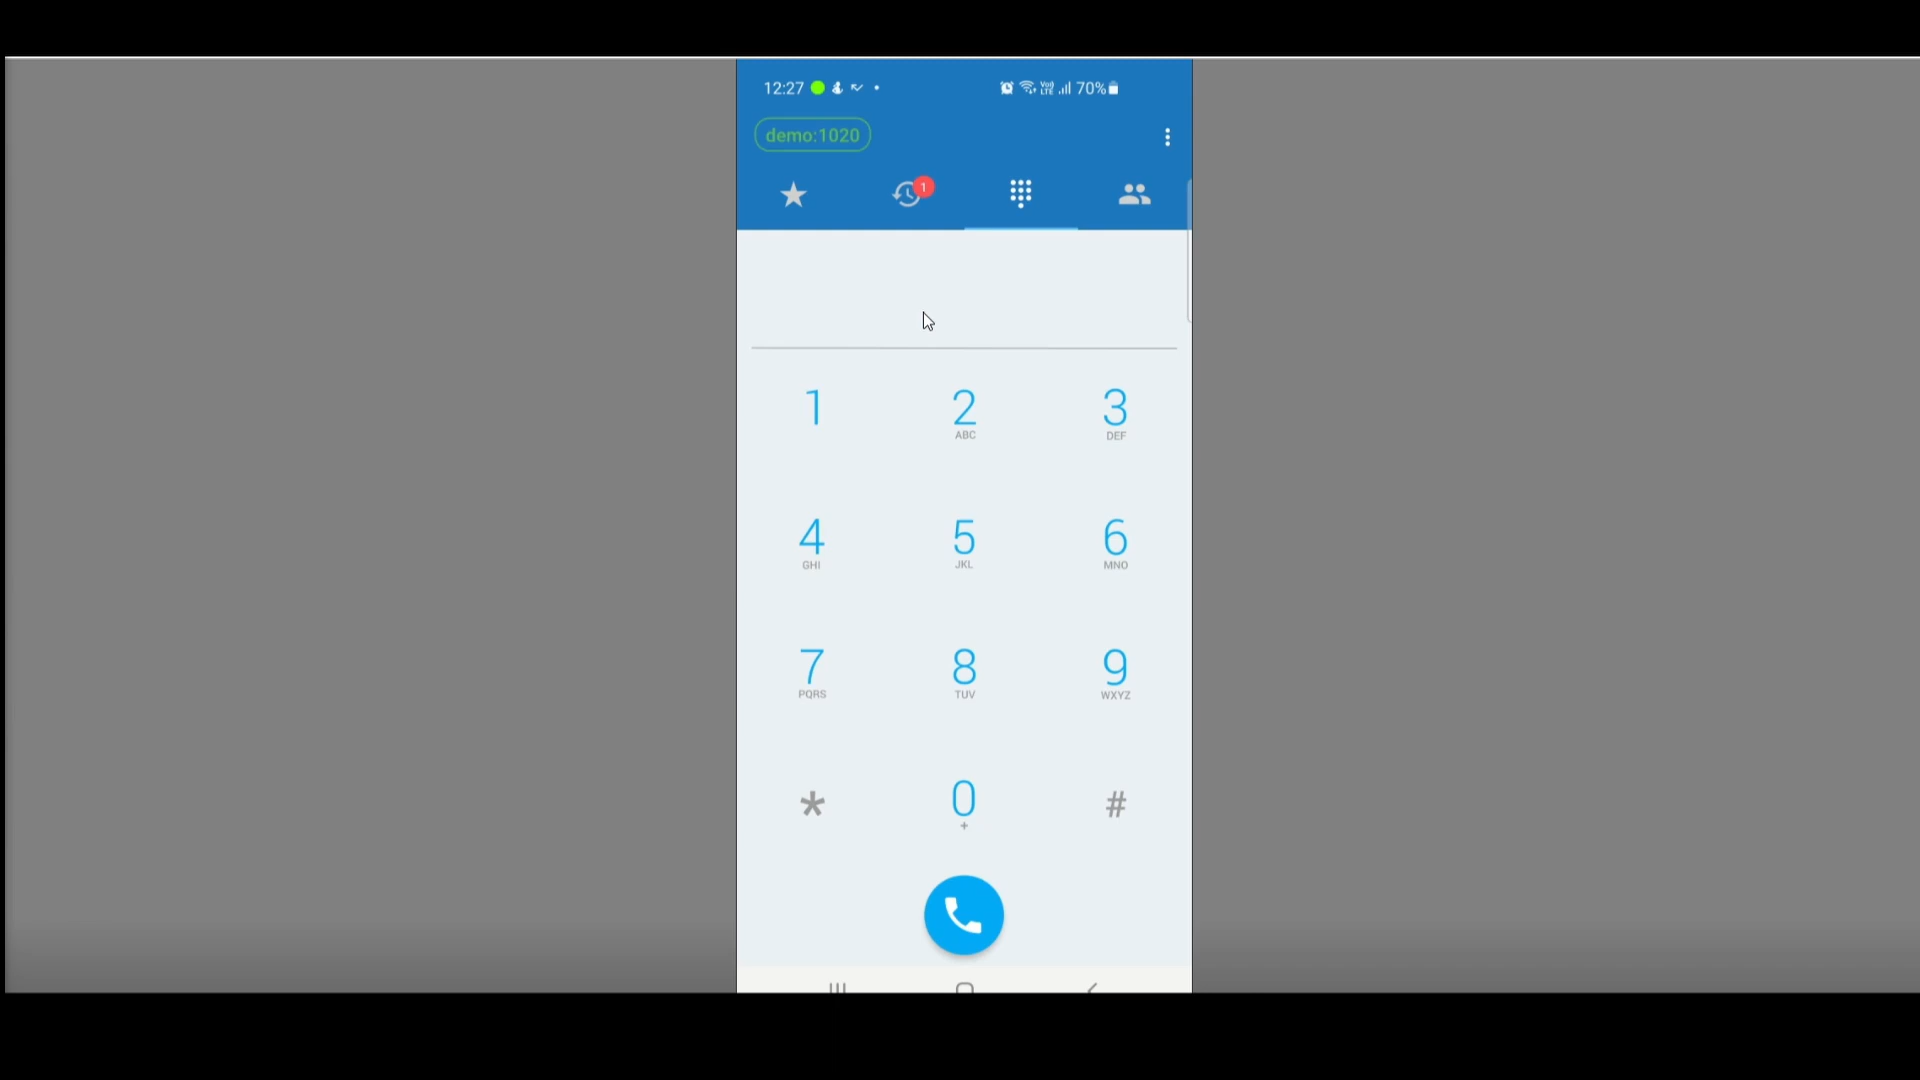 12:27 70%
demo:1020
1
1 2 3
ABC DEF
4 5 6
GHI JKL MNO
7 8 9
PQRS TUV WXYZ
* 0 #
+